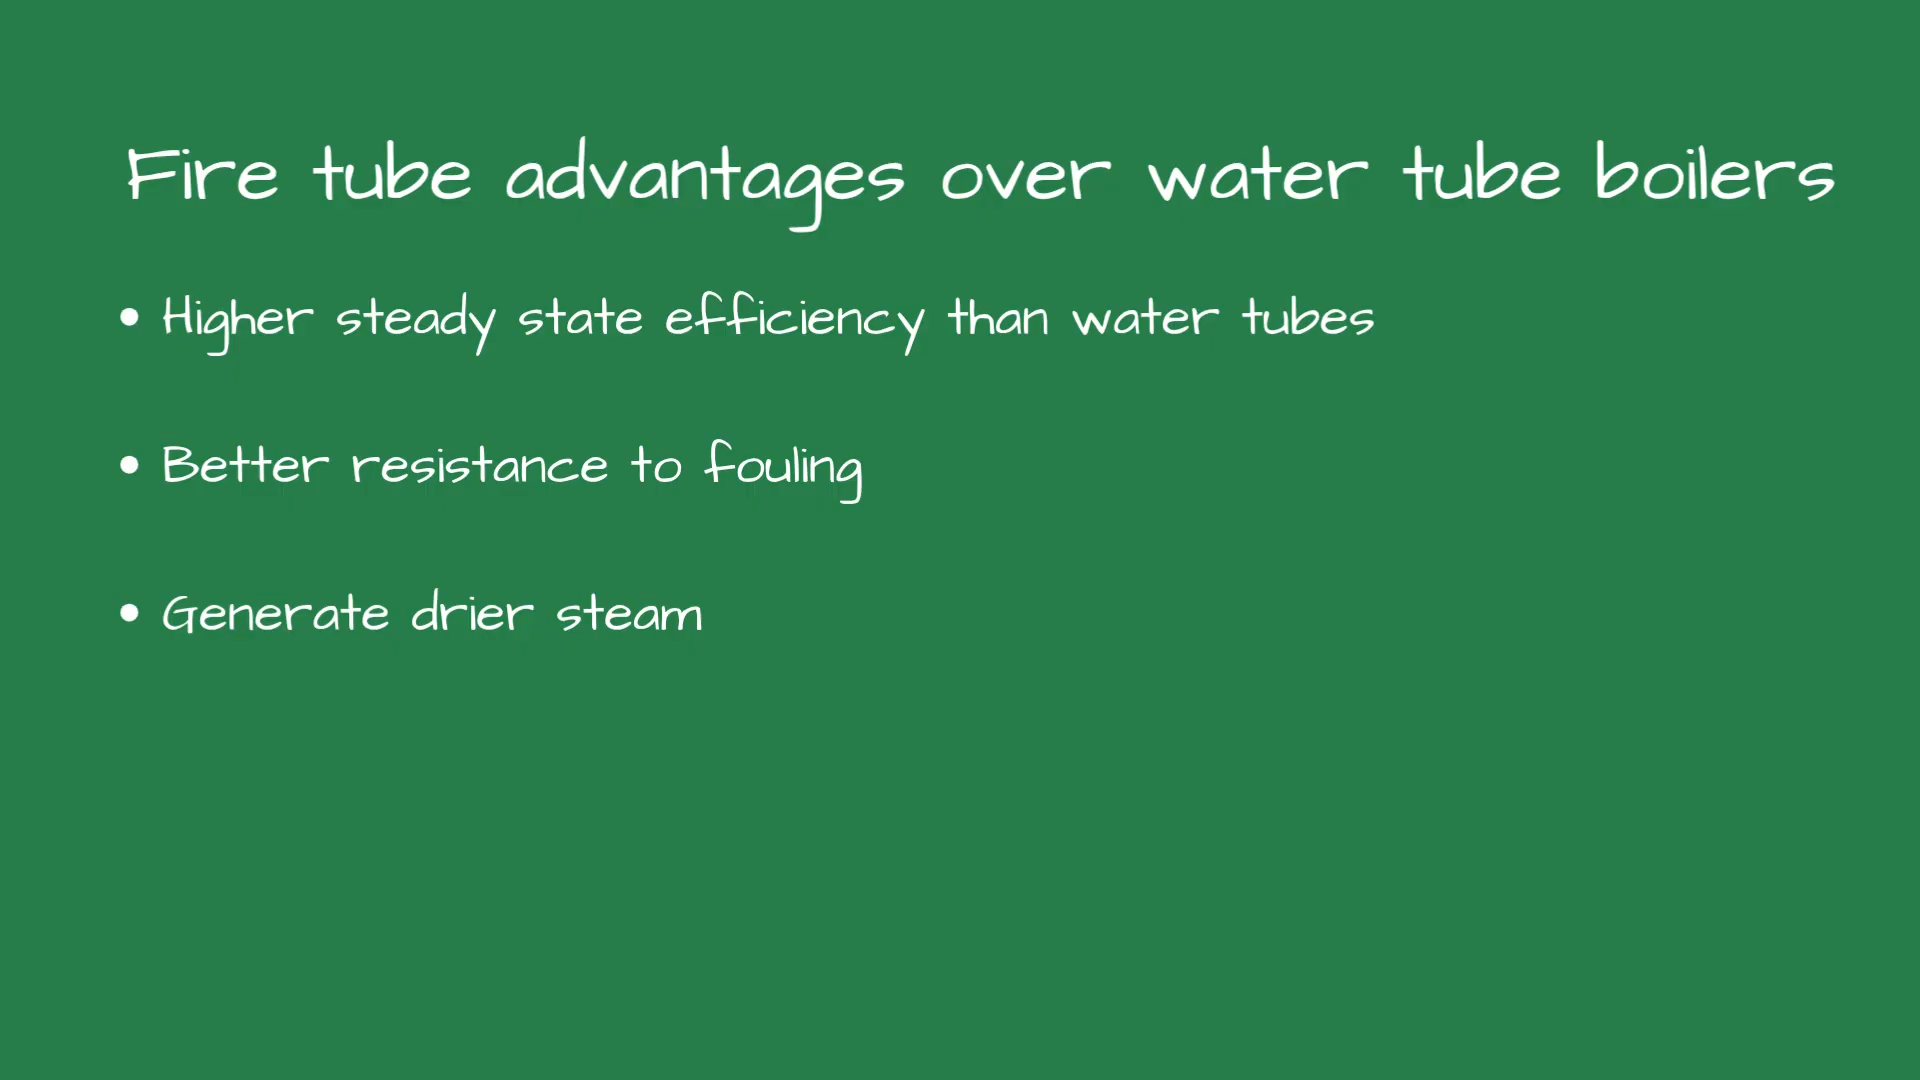 Fire tube advantages over water tube boilers
• Higher steady state efficiency than water tubes
• Better resistance to fouling
• Generate drier steam